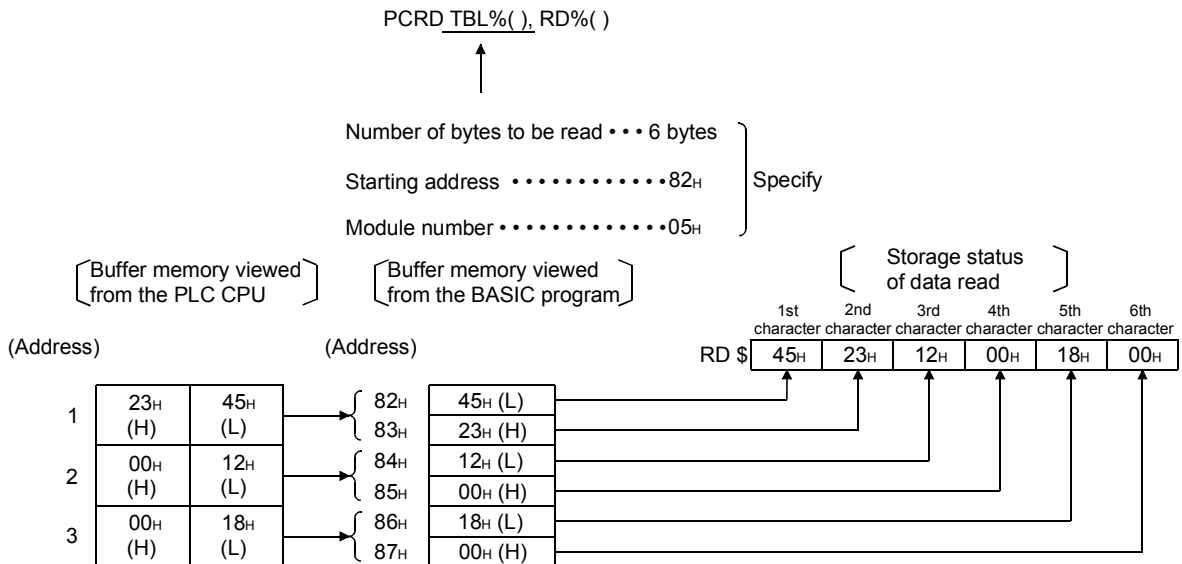 PCRD TBL%( ), RD%( )
Number of bytes to be read • • • 6 bytes
Starting address • • • • • • • • • • • • 82H
Module number • • • • • • • • • • • • • 05H
Specify
Buffer memory viewed
from the PLC CPU
Buffer memory viewed
from the BASIC program
Storage status
of data read
1st 2nd 3rd 4th 5th 6th
character character character character character character
(Address) (Address)
RD $ 45H 23H 12H 00H 18H 00H
1 23H (H) 45H (L)
82H 45H (L)
83H 23H (H)
2 00H (H) 12H (L)
84H 12H (L)
85H 00H (H)
3 00H (H) 18H (L)
86H 18H (L)
87H 00H (H)